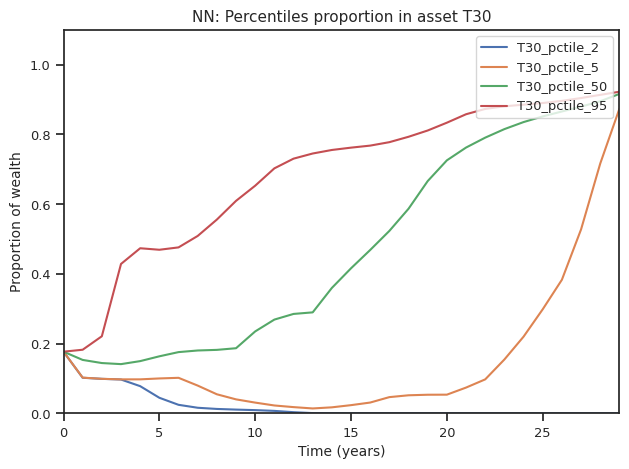 NN: Percentiles proportion in asset T30
T30_pctile_2
T30_pctile_5
T30_pctile_50
T30_pctile_95
1.0
0.8
0.6
0.4
0.2
0.0
Proportion of wealth
0 5 10 15 20 25
Time (years)